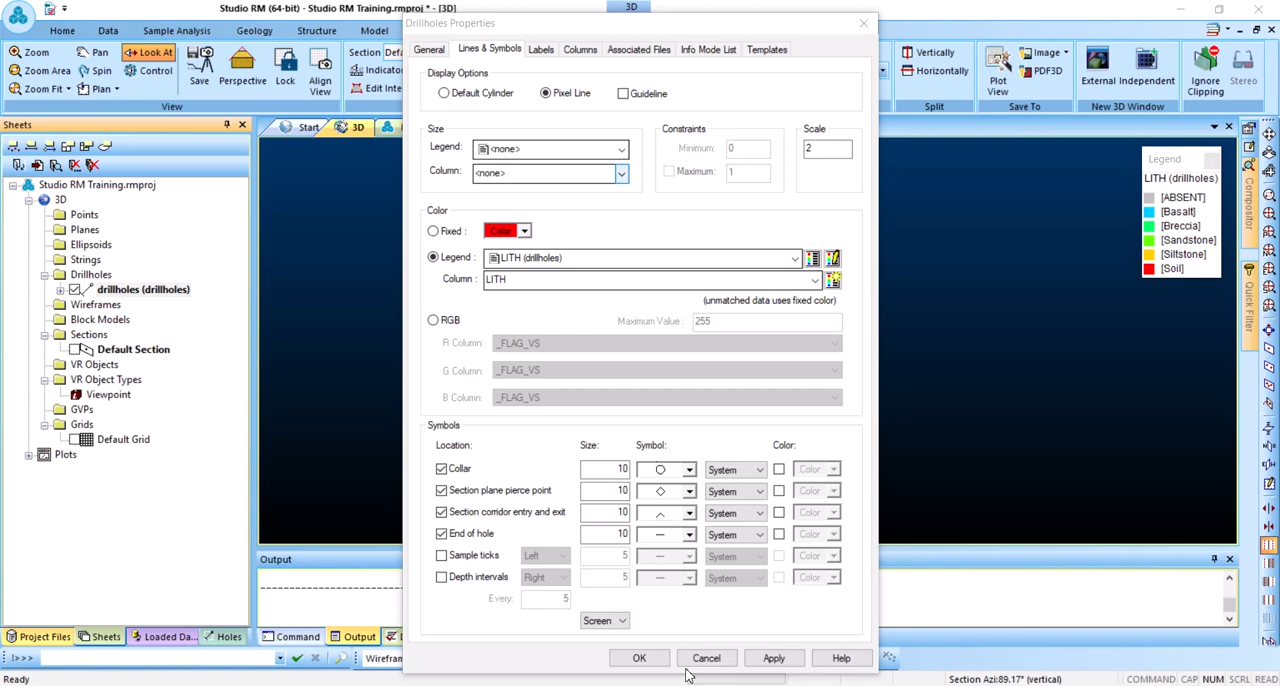 Studio RM (64-bit) - [Studio RM Training.rmproj* - [3D]
3D
Home Data Sample Analysis Geology Structure Model
Zoom Pan Look At
Zoom Area Spin Control
Zoom Fit Plan
Save Perspective Lock Align View
Section Defa
Indicator
Edit Inte
View
Vertically
Horizontally
Split
Plot View
Image
PDF3D
Save To
External Independent
New 3D Window
Ignore Clipping Stereo
Sheets
Studio RM Training.rmproj
3D
Points
Planes
Ellipsoids
Strings
Drillholes
drillholes (drillholes)
Wireframes
Block Models
Sections
Default Section
VR Objects
VR Object Types
Viewpoint
GVPs
Grids
Default Grid
Plots
Project Files Sheets Loaded Da... Holes
Start 3D
Drillholes Properties
General Lines & Symbols Labels Columns Associated Files Info Mode List Templates
Display Options
Default Cylinder Pixel Line Guideline
Size
Legend: <none>
Column: <none>
Constraints
Minimum: 0
Maximum: 1
Scale
2
Color
Fixed : Color
Legend : LITH (drillholes)
Column : LITH
(unmatched data uses fixed color)
RGB Maximum Value : 255
R Column: _FLAG_VS
G Column: _FLAG_VS
B Column: _FLAG_VS
Symbols
Location: Size: Symbol: Color:
Collar 10 System Color
Section plane pierce point 10 System Color
Section corridor entry and exit 10 System Color
End of hole 10 System Color
Sample ticks Left 5 System Color
Depth intervals Right 5 System Color
Every: 5
Screen
OK Cancel Apply Help
Legend
LITH (drillholes)
[ABSENT]
[Basalt]
[Breccia]
[Sandstone]
[Siltstone]
[Soil]
Compositor
Quick Filter
Output
Command Output
!>>> Wirefram
Ready
Section Azi:89.17° (vertical) COMMAND CAP NUM SCRL READ